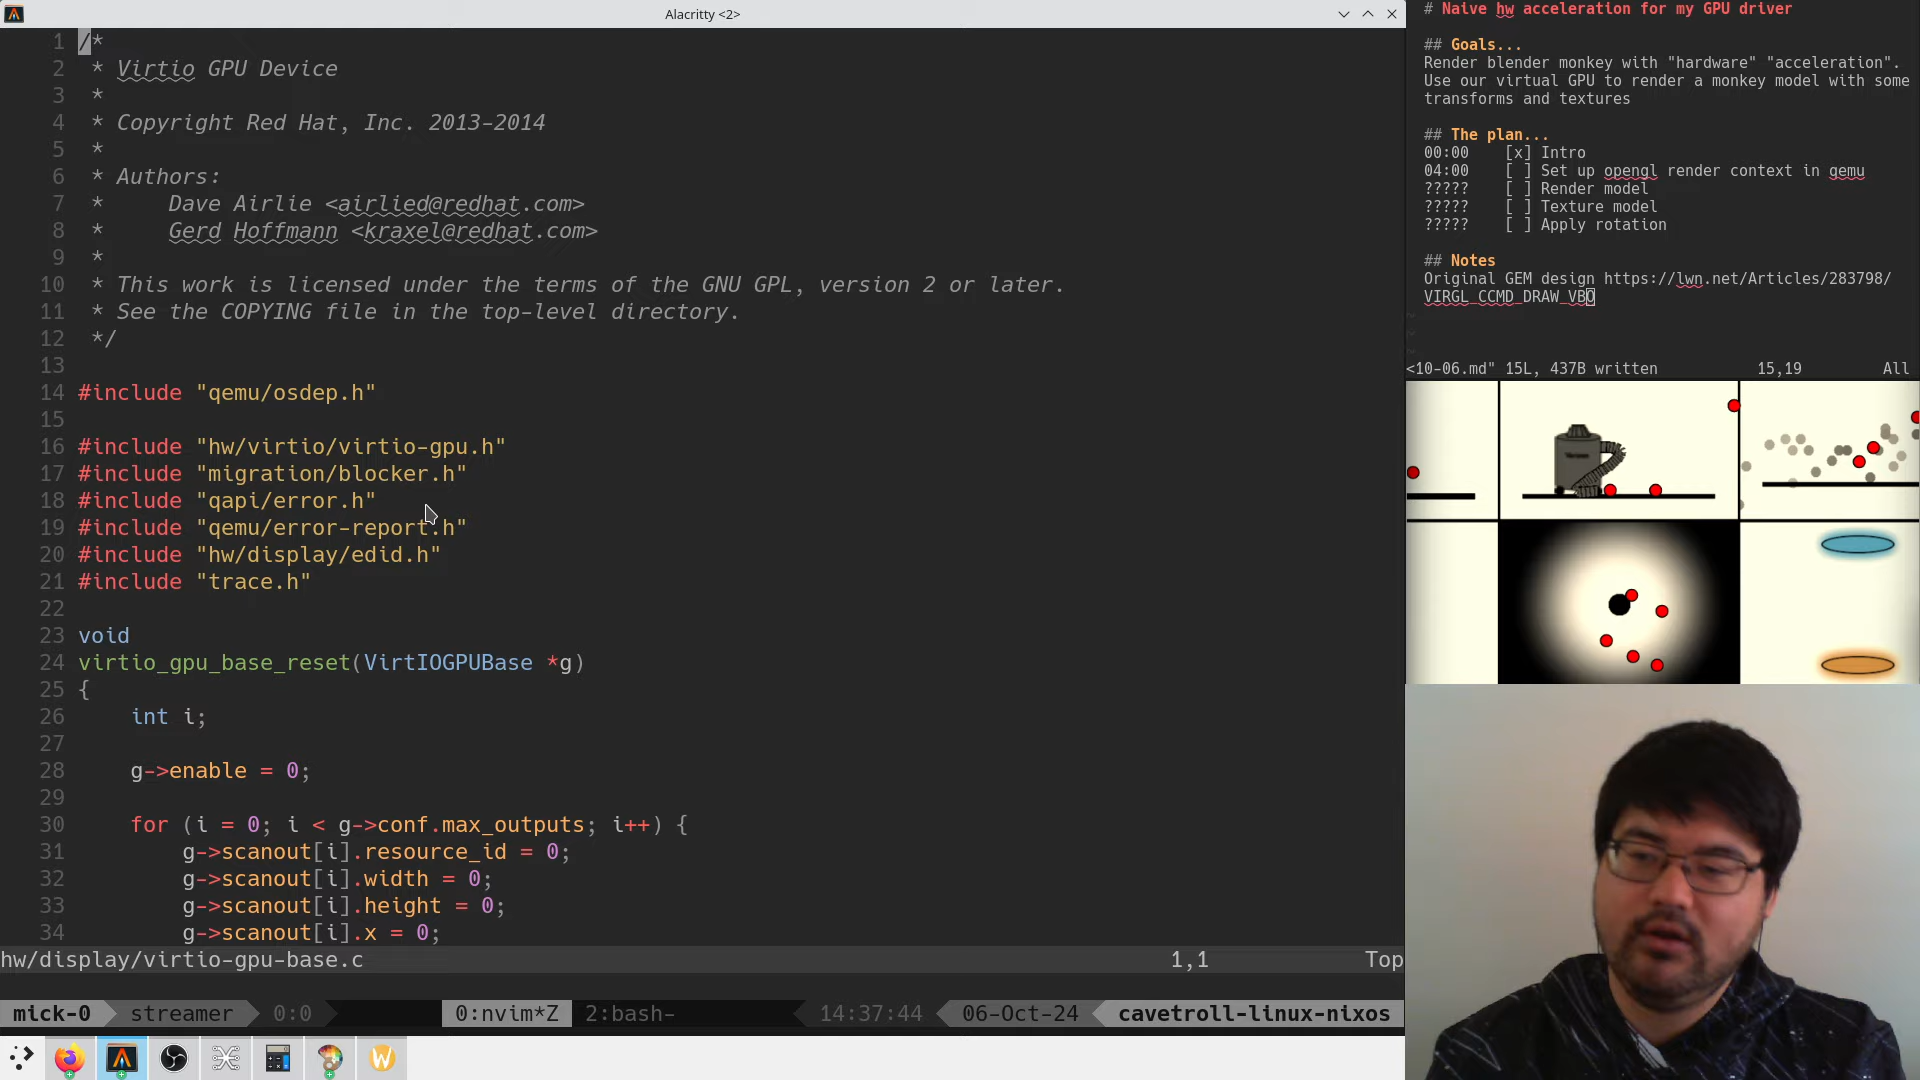 Alacritty <2>
1 /*
2 * Virtio GPU Device
3 *
4 * Copyright Red Hat, Inc. 2013-2014
5 *
6 * Authors:
7 * Dave Airlie <airlied@redhat.com>
8 * Gerd Hoffmann <kraxel@redhat.com>
9 *
10 * This work is licensed under the terms of the GNU GPL, version 2 or later.
11 * See the COPYING file in the top-level directory.
12 */
13
14 #include "qemu/osdep.h"
15
16 #include "hw/virtio/virtio-gpu.h"
17 #include "migration/blocker.h"
18 #include "qapi/error.h"
19 #include "qemu/error-report.h"
20 #include "hw/display/edid.h"
21 #include "trace.h"
22
23 void
24 virtio_gpu_base_reset(VirtIOGPUBase *g)
25 {
26 int i;
27
28 g->enable = 0;
29
30 for (i = 0; i < g->conf.max_outputs; i++) {
31 g->scanout[i].resource_id = 0;
32 g->scanout[i].width = 0;
33 g->scanout[i].height = 0;
34 g->scanout[i].x = 0;
hw/display/virtio-gpu-base.c 1,1 Top
mick-0 streamer 0:0 0:nvim*Z 2:bash- 14:37:44 06-Oct-24 cavetroll-linux-nixos
# Naive hw acceleration for my GPU driver
## Goals...
Render blender monkey with "hardware" "acceleration".
Use our virtual GPU to render a monkey model with some
transforms and textures
## The plan...
00:00 [x] Intro
04:00 [ ] Set up opengl render context in qemu
????? [ ] Render model
????? [ ] Texture model
????? [ ] Apply rotation
## Notes
Original GEM design https://lwn.net/Articles/283798/
VIRGL_CCMD_DRAW_VBO
~
~
~
<10-06.md" 15L, 437B written 15,19 All